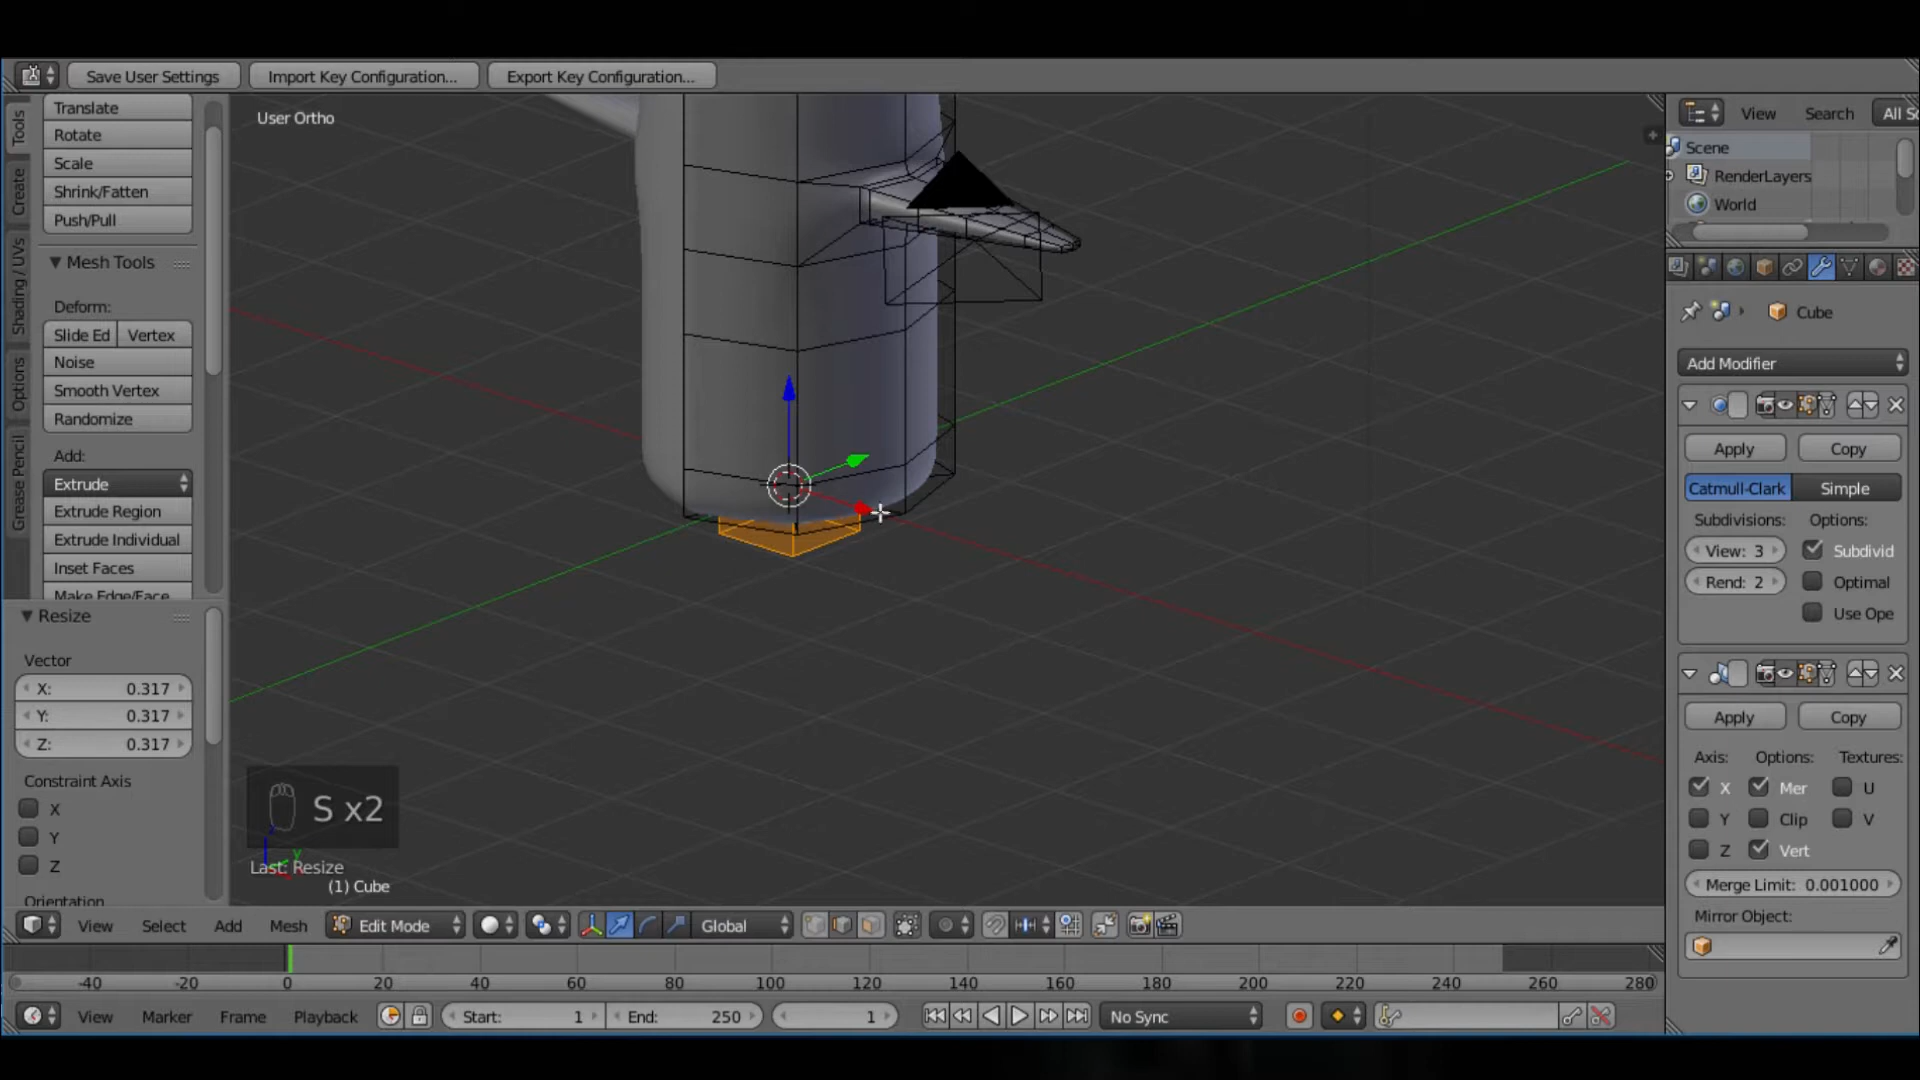 Save User Settings
Import Key Configuration...
Export Key Configuration...
Translate
Rotate
Scale
Shrink/Fatten
Push/Pull
Mesh Tools
Deform:
Slide Ed
Vertex
Noise
Smooth Vertex
Randomize
Add:
Extrude
Extrude Region
Extrude Individual
Inset Faces
Make Edge/Face
Tools
Create
Shading / UVs
Options
Grease Pencil
Resize
Vector
X: 0.317
Y: 0.317
Z: 0.317
Constraint Axis
X
Y
Z
Orientation
User Ortho
S x2
Last: Resize
(1) Cube
View
Select
Add
Mesh
Edit Mode
Global
-40 -20 0 20 40 60 80 100 120 140 160 180 200 220 240 260 280
View
Marker
Frame
Playback
Start: 1
End: 250
1
No Sync
View
Search
All Sc
Scene
RenderLayers
World
Cube
Add Modifier
Apply
Copy
Catmull-Clark
Simple
Subdivisions:
Options:
View: 3
Subdivid
Rend: 2
Optimal
Use Ope
Apply
Copy
Axis:
Options:
Textures:
X
Mer
U
Y
Clip
V
Z
Vert
Merge Limit: 0.001000
Mirror Object: